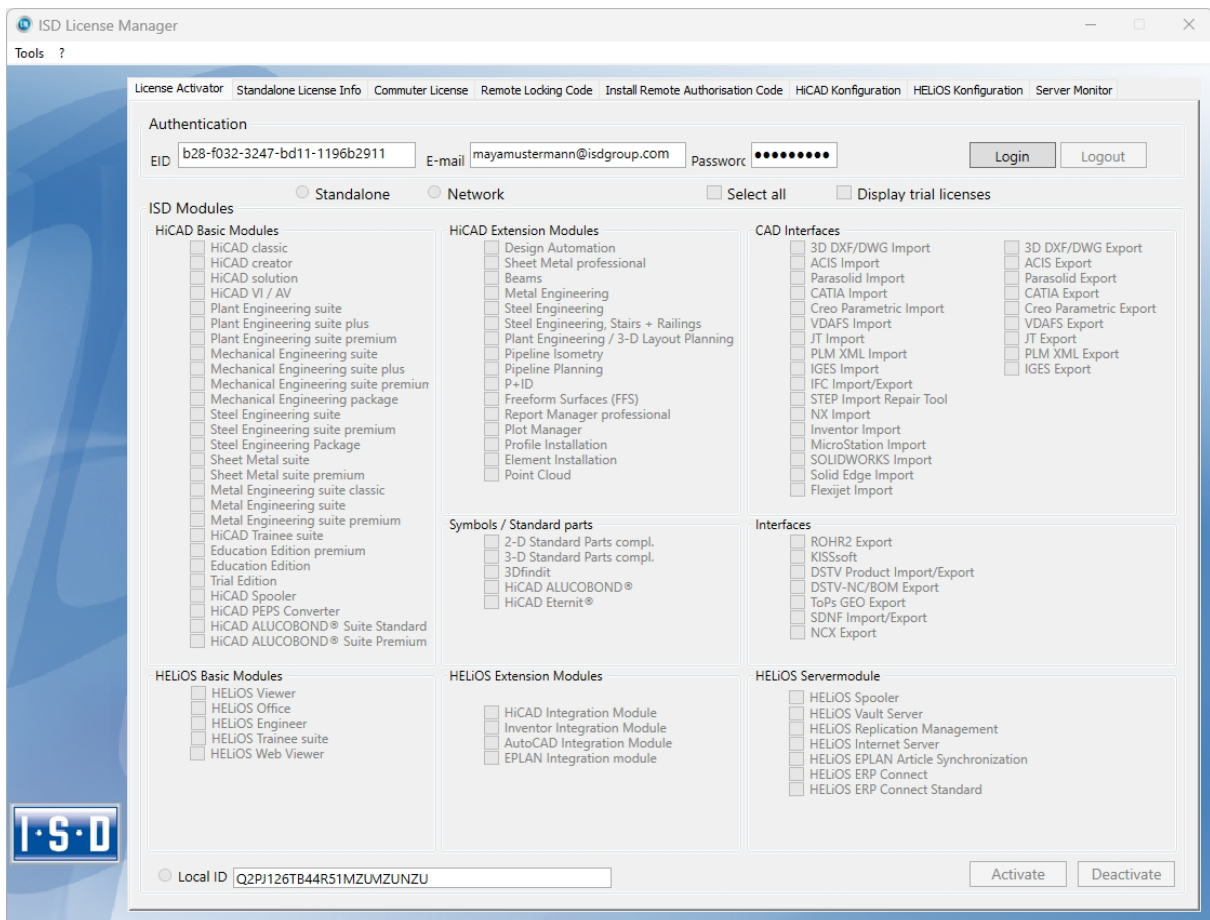 ISD License Manager
Tools ?
License Activator Standalone License Info Commuter License Remote Locking Code Install Remote Authorisation Code HiCAD Konfiguration HELiOS Konfiguration Server Monitor
Authentication
EID b28-f032-3247-bd11-1196b2911 E-mail mayamustermann@isdgroup.com Passworc ●●●●●●●●● Login Logout
Standalone Network Select all Display trial licenses
ISD Modules
HiCAD Basic Modules
HiCAD classic
HiCAD creator
HiCAD solution
HiCAD VI / AV
Plant Engineering suite
Plant Engineering suite plus
Plant Engineering suite premium
Mechanical Engineering suite
Mechanical Engineering suite plus
Mechanical Engineering suite premium
Mechanical Engineering package
Steel Engineering suite
Steel Engineering suite premium
Steel Engineering Package
Sheet Metal suite
Sheet Metal suite premium
Metal Engineering suite classic
Metal Engineering suite
Metal Engineering suite premium
HiCAD Trainee suite
Education Edition premium
Education Edition
Trial Edition
HiCAD Spooler
HiCAD PEPS Converter
HiCAD ALUCOBOND® Suite Standard
HiCAD ALUCOBOND® Suite Premium
HiCAD Extension Modules
Design Automation
Sheet Metal professional
Beams
Metal Engineering
Steel Engineering
Steel Engineering, Stairs + Railings
Plant Engineering / 3-D Layout Planning
Pipeline Isometry
Pipeline Planning
P+ID
Freeform Surfaces (FFS)
Report Manager professional
Plot Manager
Profile Installation
Element Installation
Point Cloud
CAD Interfaces
3D DXF/DWG Import 3D DXF/DWG Export
ACIS Import ACIS Export
Parasolid Import Parasolid Export
CATIA Import CATIA Export
Creo Parametric Import Creo Parametric Export
VDAFS Import VDAFS Export
JT Import JT Export
PLM XML Import PLM XML Export
IGES Import IGES Export
IFC Import/Export
STEP Import Repair Tool
NX Import
Inventor Import
MicroStation Import
SOLIDWORKS Import
Solid Edge Import
Flexijet Import
Symbols / Standard parts
2-D Standard Parts compl.
3-D Standard Parts compl.
3Dfindit
HiCAD ALUCOBOND®
HiCAD Eternit®
Interfaces
ROHR2 Export
KISSsoft
DSTV Product Import/Export
DSTV-NC/BOM Export
ToPs GEO Export
SDNF Import/Export
NCX Export
HELiOS Basic Modules
HELiOS Viewer
HELiOS Office
HELiOS Engineer
HELiOS Trainee suite
HELiOS Web Viewer
HELiOS Extension Modules
HiCAD Integration Module
Inventor Integration Module
AutoCAD Integration Module
EPLAN Integration module
HELiOS Servermodule
HELiOS Spooler
HELiOS Vault Server
HELiOS Replication Management
HELiOS Internet Server
HELiOS EPLAN Article Synchronization
HELiOS ERP Connect
HELiOS ERP Connect Standard
I·S·D
Local ID Q2PJ126TB44R51MZUMZUNZU Activate Deactivate